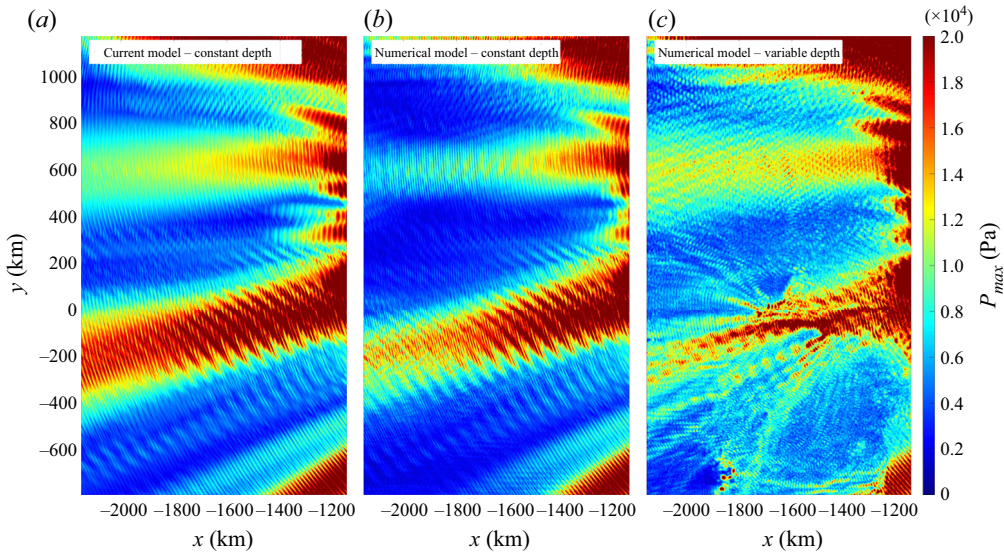 (a) (b) (c) (×10⁴)
Current model – constant depth
Numerical model – constant depth
Numerical model – variable depth
y (km)
1000
800
600
400
200
0
–200
–400
–600
–2000 –1800 –1600 –1400 –1200
–2000 –1800 –1600 –1400 –1200
–2000 –1800 –1600 –1400 –1200
x (km) x (km) x (km)
2.0
1.8
1.6
1.4
1.2
1.0
0.8
0.6
0.4
0.2
0
P_max (Pa)